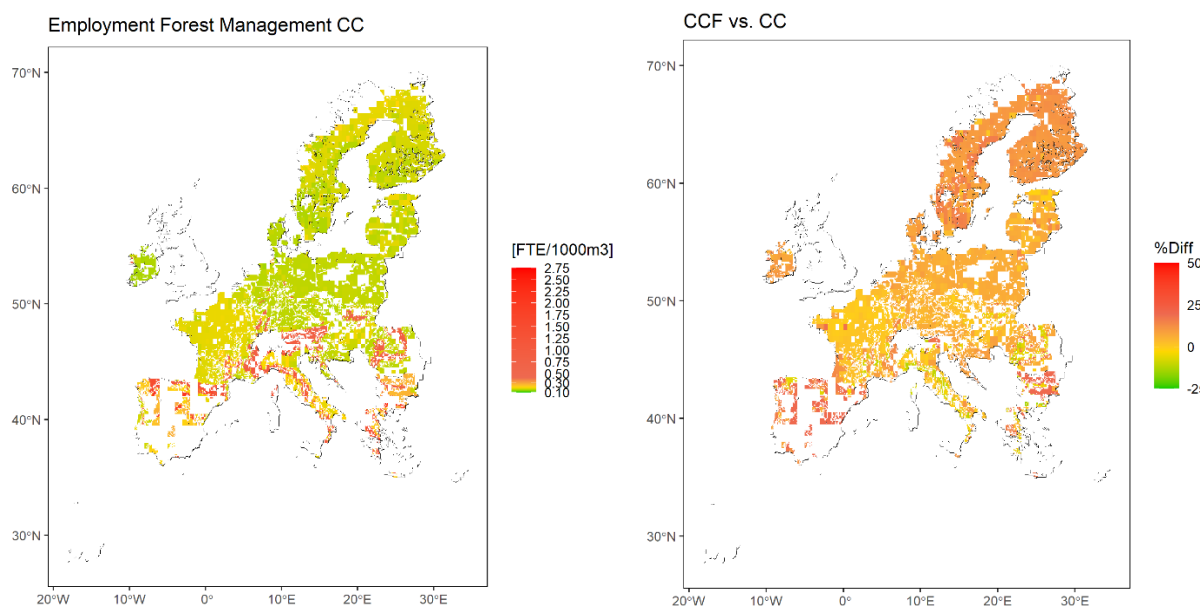 Employment Forest Management CC
70°N
60°N
50°N
40°N
30°N
20°W
10°W
0°
10°E
20°E
30°E
[FTE/1000m3]
2.75
2.50
2.25
2.00
1.75
1.50
1.25
1.00
0.75
0.50
0.30
0.10
CCF vs. CC
70°N
60°N
50°N
40°N
30°N
20°W
10°W
0°
10°E
20°E
30°E
%Diff
50
25
0
-25